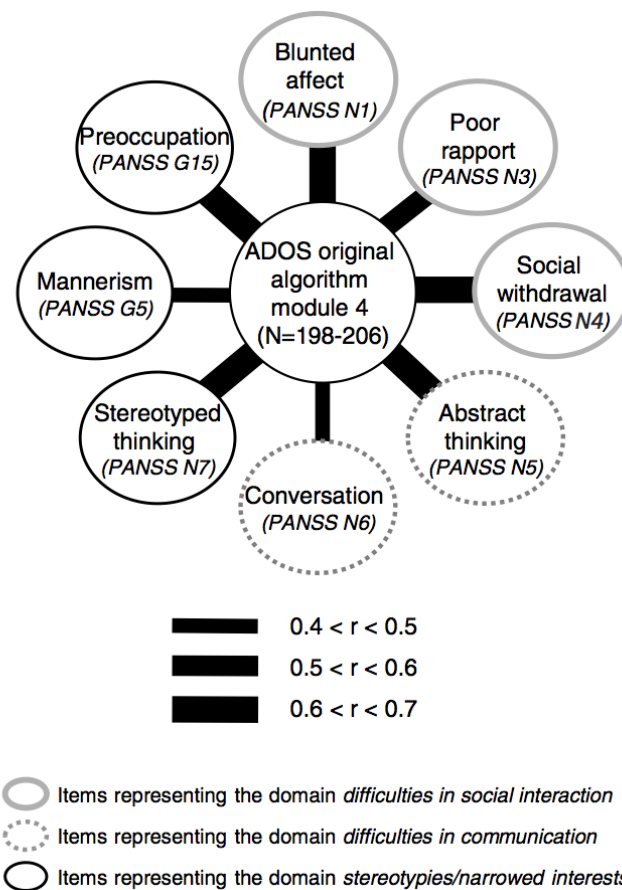 Blunted
affect
(PANSS N1)
Preoccupation
(PANSS G15)
Poor
rapport
(PANSS N3)
ADOS original
algorithm
module 4
(N=198-206)
Mannerism
(PANSS G5)
Social
withdrawal
(PANSS N4)
Stereotyped
thinking
(PANSS N7)
Abstract
thinking
(PANSS N5)
Conversation
(PANSS N6)
0.4 < r < 0.5
0.5 < r < 0.6
0.6 < r < 0.7
Items representing the domain difficulties in social interaction
Items representing the domain difficulties in communication
Items representing the domain stereotypies/narrowed interests